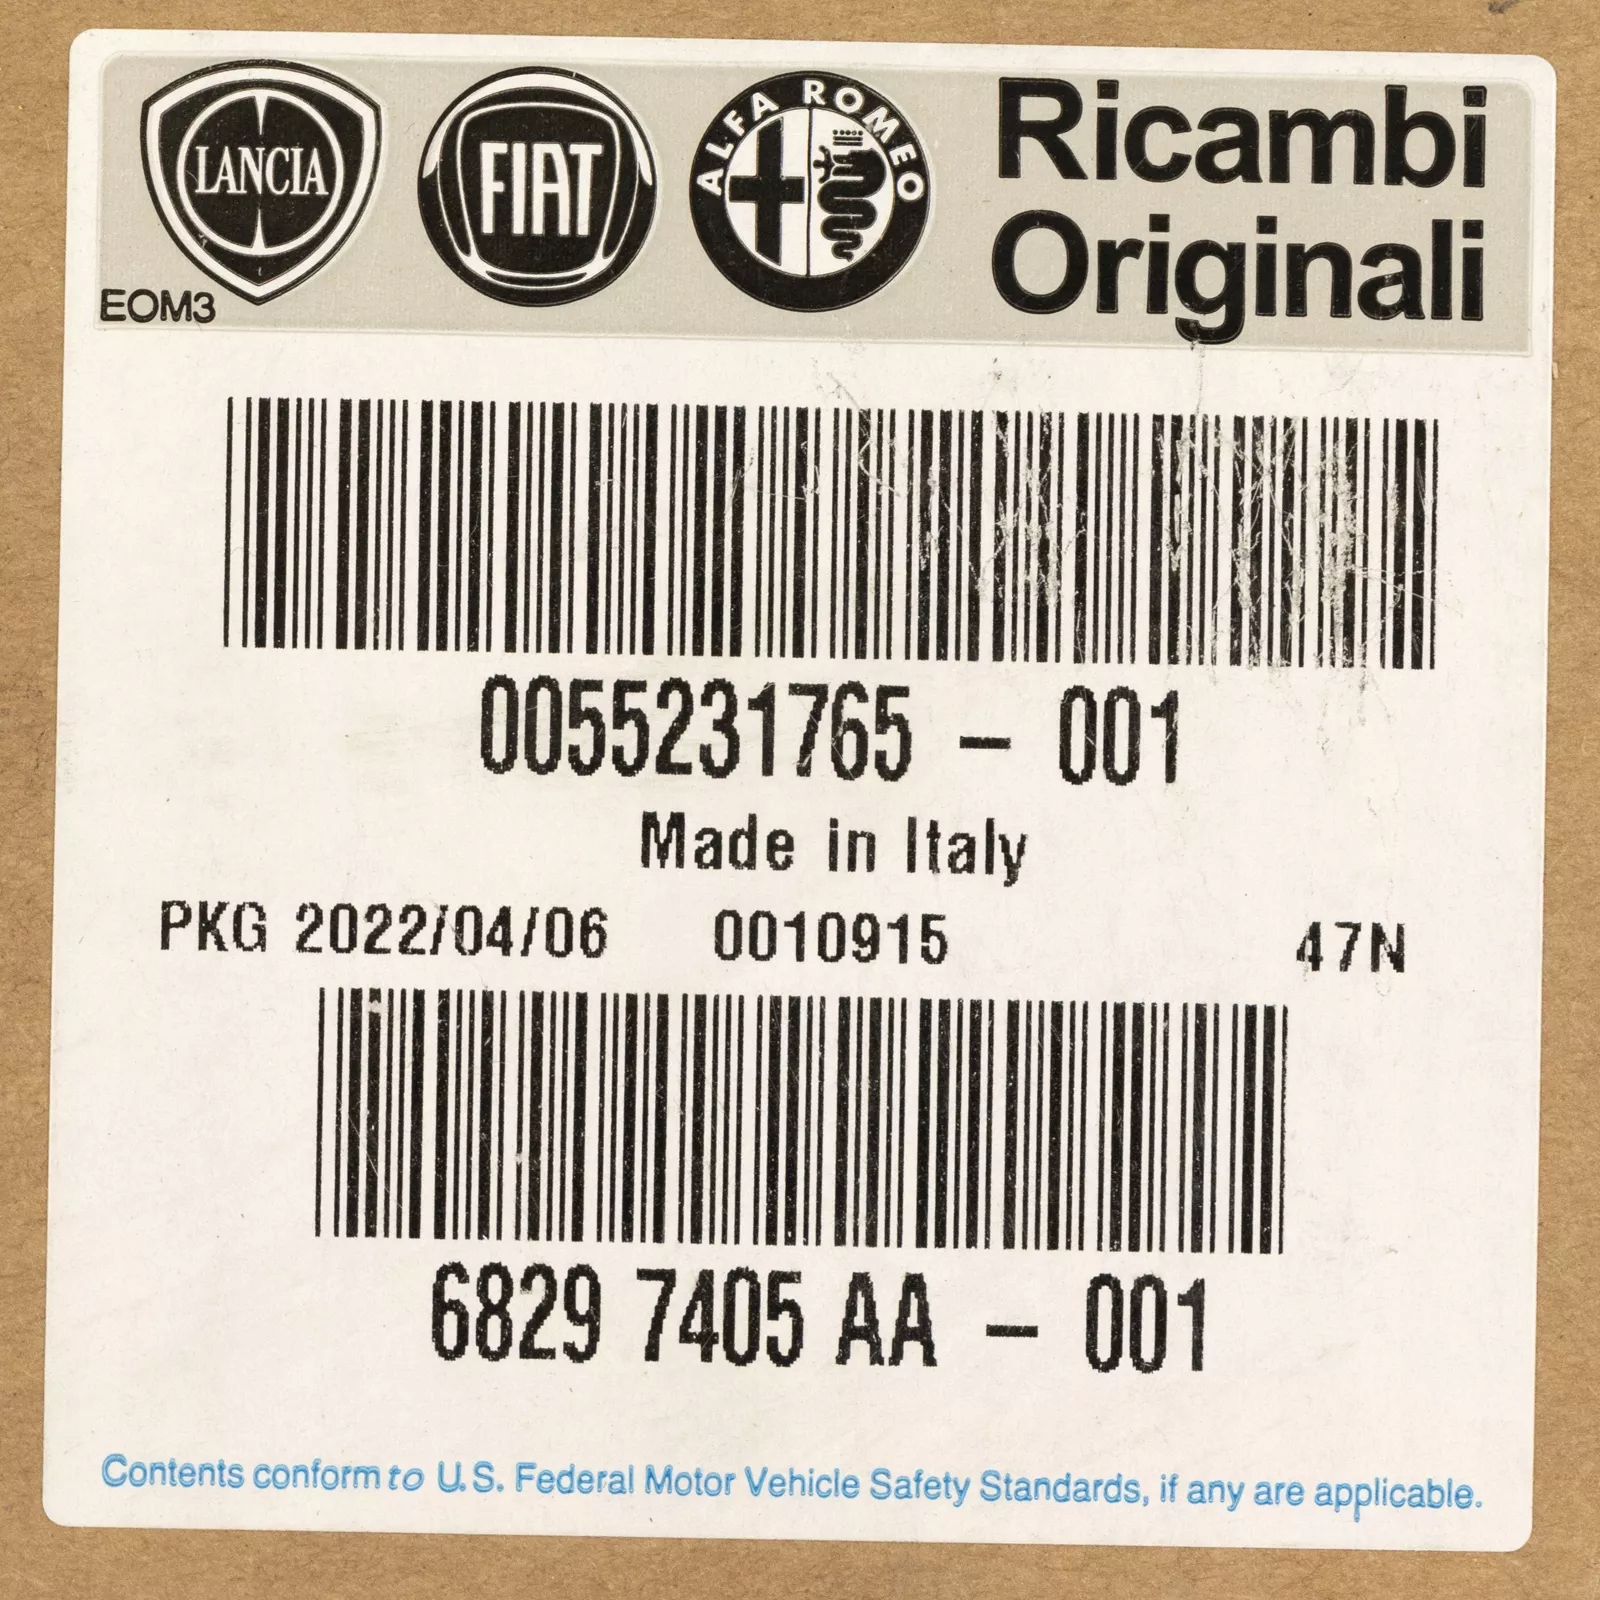 LANCIA
FIAT
ALFA ROMEO
Ricambi
Originali
EOM3
0055231765 - 001
Made in Italy
PKG 2022/04/06 0010915 47N
6829 7405 AA - 001
Contents conform to U.S. Federal Motor Vehicle Safety Standards, if any are applicable.